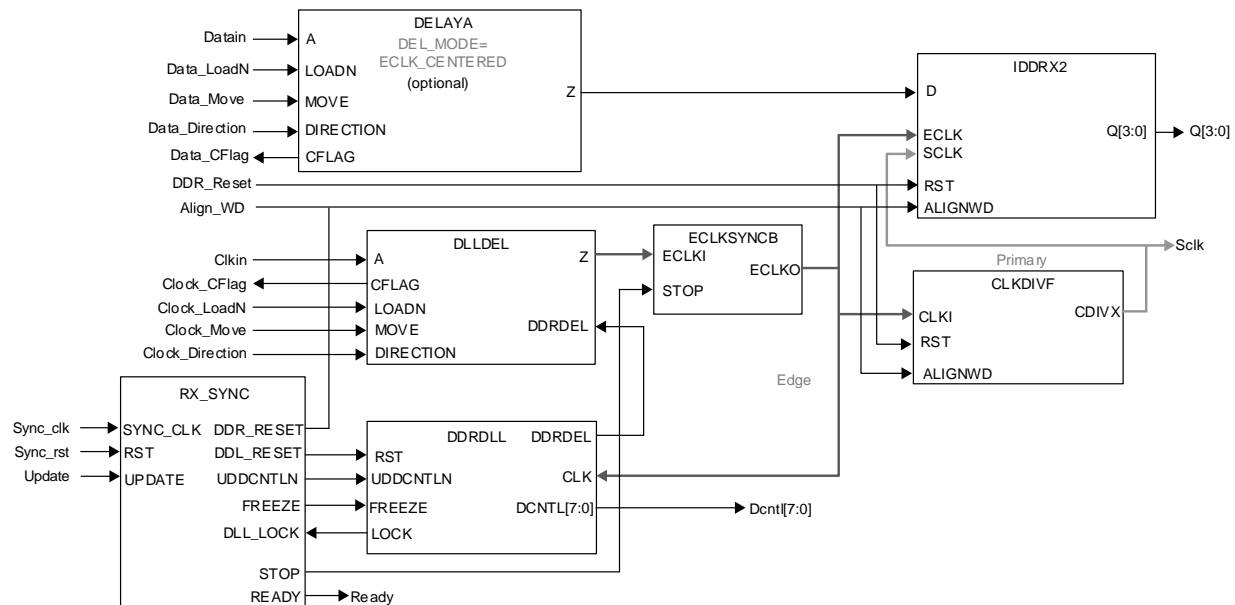 DELAYA
DEL_MODE=
ECLK_CENTERED
(optional)
Datain
A
Data_LoadN
LOADN
Data_Move
MOVE
Data_Direction
DIRECTION
Data_CFlag
CFLAG
Z
IDDRX2
D
ECLK
SCLK
RST
ALIGNWD
Q[3:0]
Q[3:0]
DDR_Reset
Align_WD
DLLDEL
Clkin
A
Clock_CFlag
CFLAG
Clock_LoadN
LOADN
Clock_Move
MOVE
Clock_Direction
DIRECTION
Z
DDRDEL
ECLKSYNCB
ECLKI
ECLKO
STOP
Sclk
Primary
CLKDIVF
CLKI
CDIVX
RST
ALIGNWD
Edge
RX_SYNC
Sync_clk
SYNC_CLK
Sync_rst
RST
Update
UPDATE
DDR_RESET
DDL_RESET
UDDCNTLN
FREEZE
DLL_LOCK
STOP
READY
Ready
DDRDLL
DDRDEL
RST
CLK
UDDCNTLN
FREEZE
DCNTL[7:0]
Dcntl[7:0]
LOCK